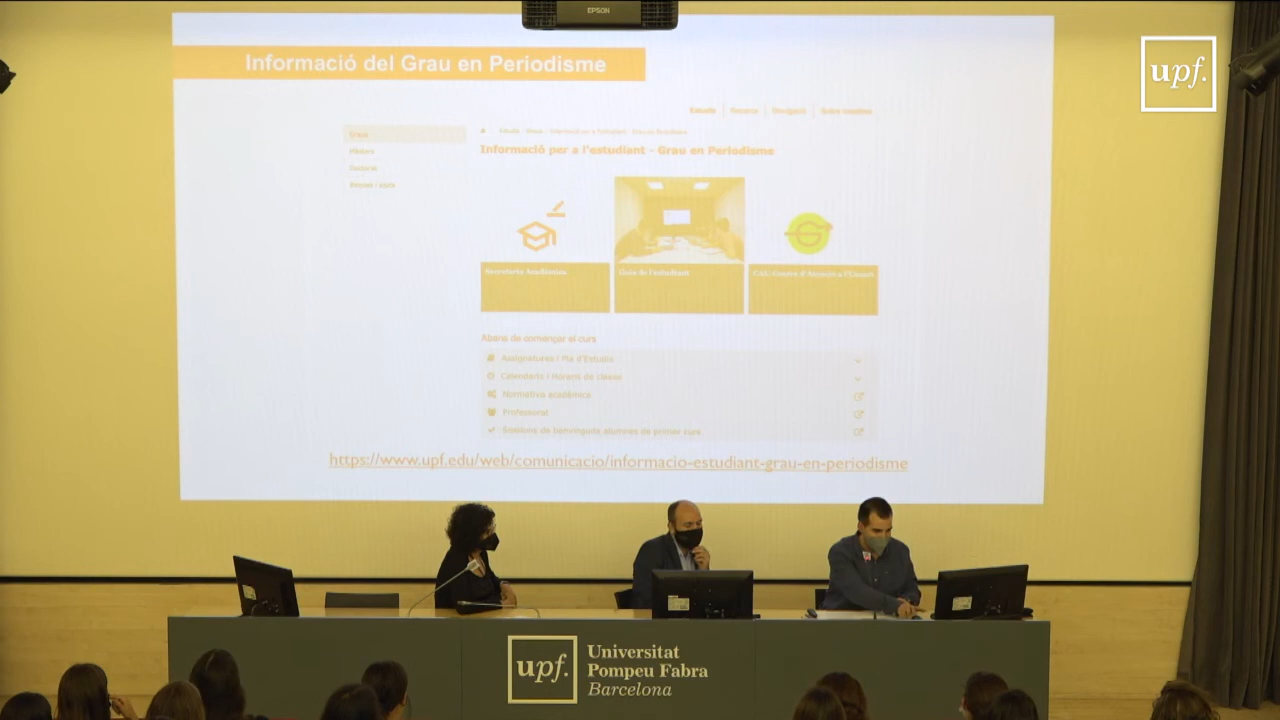 EPSON
upf.
Informació del Grau en Periodisme
Estudis
Recerca
Divulgació
Sobre nosaltres
Graus
Màsters
Doctorat
Informació per a l'estudiant - Grau en Periodisme
Secretaria Acadèmica
Guia de l'estudiant
CAU Centre d'Atenció a l'Usuari
Abans de començar el curs
Assignatures i Pla d'Estudis
Calendaris i Horaris de classe
Normativa acadèmica
Professorat
Sessions de benvinguda alumnes de primer curs
https://www.upf.edu/web/comunicacio/informacio-estudiant-grau-en-periodisme
upf.
Universitat
Pompeu Fabra
Barcelona